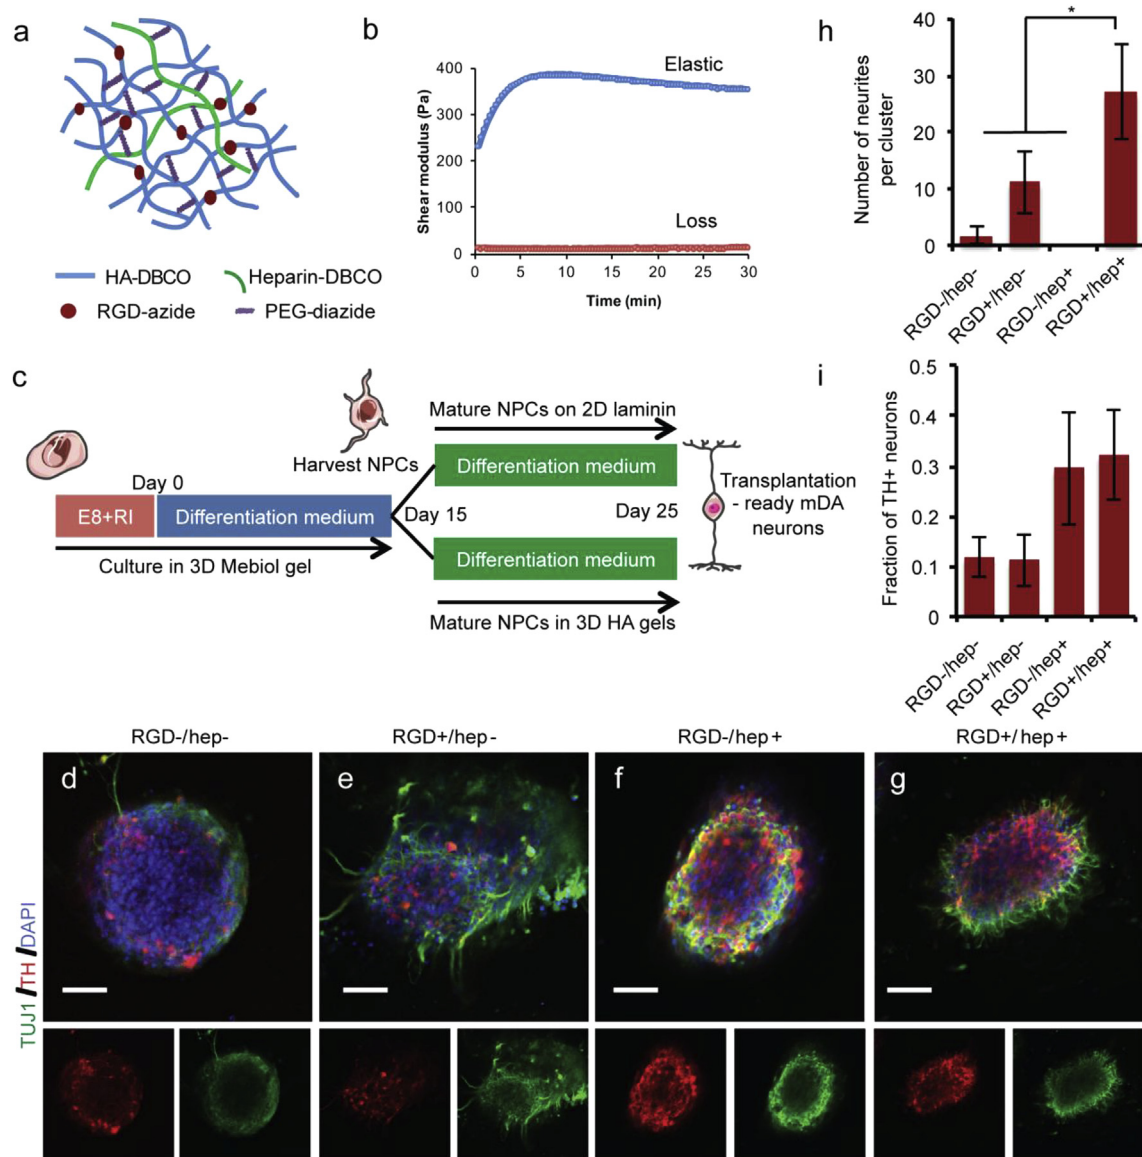 a
HA-DBCO
Heparin-DBCO
RGD-azide
PEG-diazide
b
Shear modulus (Pa)
400
300
200
100
0
Elastic
Loss
0
5
10
15
20
25
30
Time (min)
c
Harvest NPCs
Day 0
E8+RI
Differentiation medium
Culture in 3D Mebiol gel
Day 15
Mature NPCs on 2D laminin
Differentiation medium
Day 25
Differentiation medium
Mature NPCs in 3D HA gels
Transplantation
- ready mDA
neurons
h
Number of neurites
per cluster
40
30
20
10
0
*
RGD-/hep-
RGD+/hep-
RGD-/hep+
RGD+/hep+
i
Fraction of TH+ neurons
0.5
0.4
0.3
0.2
0.1
0
RGD-/hep-
RGD+/hep-
RGD-/hep+
RGD+/hep+
TUJ1/TH/DAPI
RGD-/hep-
d
RGD+/hep-
e
RGD-/hep+
f
RGD+/hep+
g